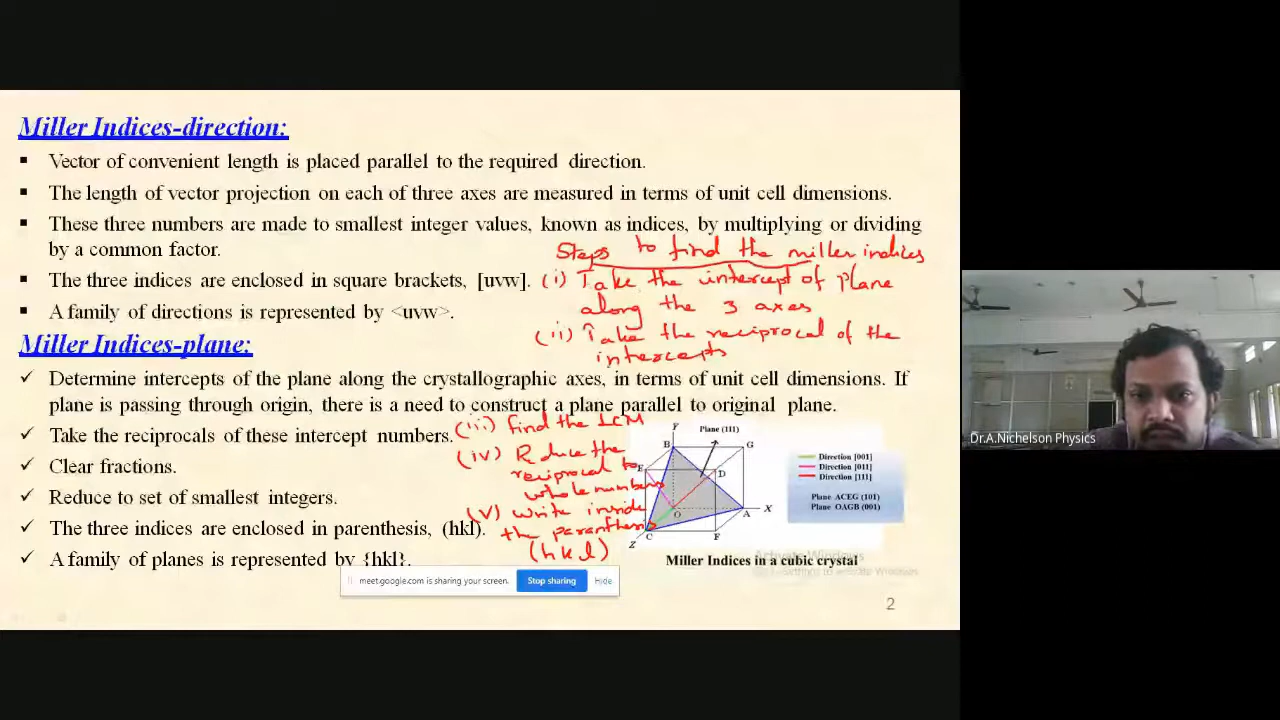 Miller Indices-direction:
Vector of convenient length is placed parallel to the required direction.
The length of vector projection on each of three axes are measured in terms of unit cell dimensions.
These three numbers are made to smallest integer values, known as indices, by multiplying or dividing
by a common factor.
The three indices are enclosed in square brackets, [uvw].
A family of directions is represented by <uvw>.
Steps to find the miller indices
(i) Take the intercept of plane
along the 3 axes
(ii) Take the reciprocal of the
intercepts
Miller Indices-plane:
Determine intercepts of the plane along the crystallographic axes, in terms of unit cell dimensions. If
plane is passing through origin, there is a need to construct a plane parallel to original plane.
Take the reciprocals of these intercept numbers.
Clear fractions.
Reduce to set of smallest integers.
The three indices are enclosed in parenthesis, (hkl).
A family of planes is represented by {hkl}.
(iii) Find the LCM
(iv) Reduce the
reciprocal to
whole numbers
(v) Write inside
the paranthesis
(h k l)
Plane (111)
Y
B
G
E
D
O
A
X
C
F
Z
Direction [001]
Direction [011]
Direction [111]
Plane ACEG (101)
Plane OAGB (001)
Miller Indices in a cubic crystal
Activate Windows
meet.google.com is sharing your screen.
Stop sharing
Hide
2
Dr.A.Nichelson Physics